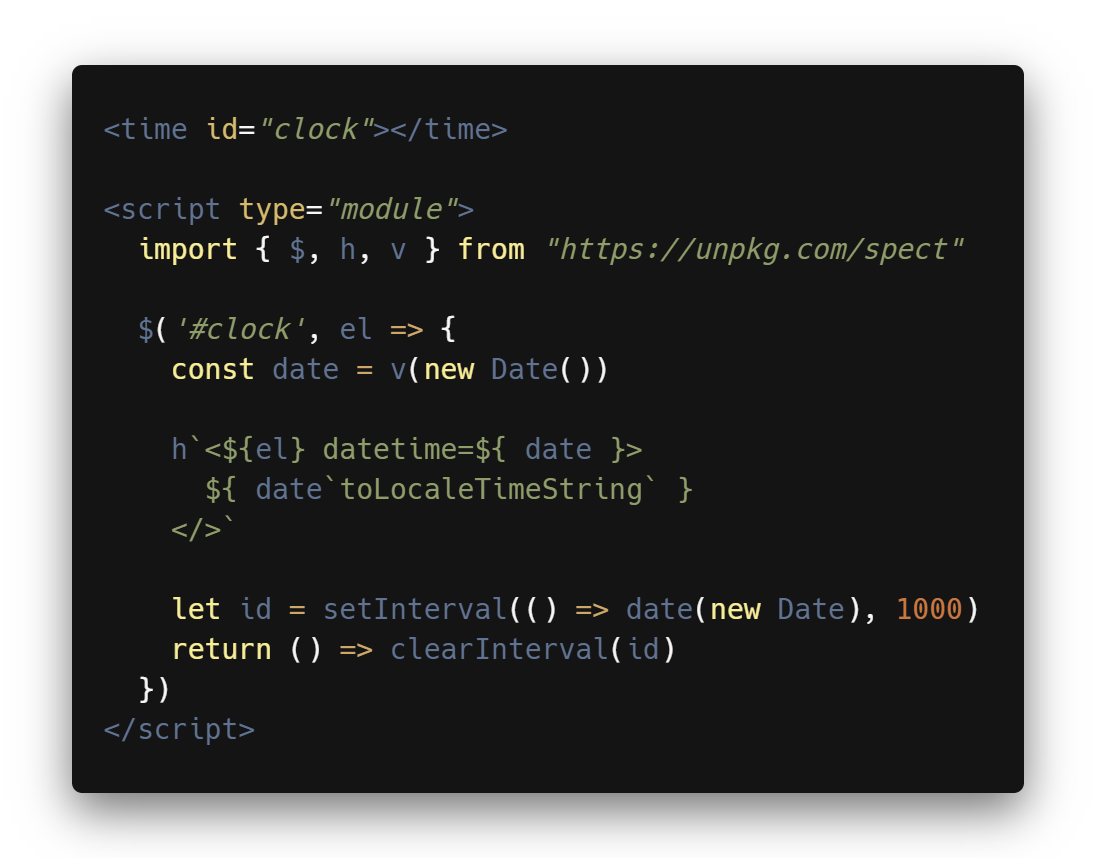 <time id="clock"></time>
<script type="module">
import { $, h, v } from "https://unpkg.com/spect"
$('#clock', el => {
const date = v(new Date())
h`<${el} datetime=${ date }>
${ date`toLocaleTimeString` }
</>`
let id = setInterval(() => date(new Date), 1000)
return () => clearInterval(id)
})
</script>